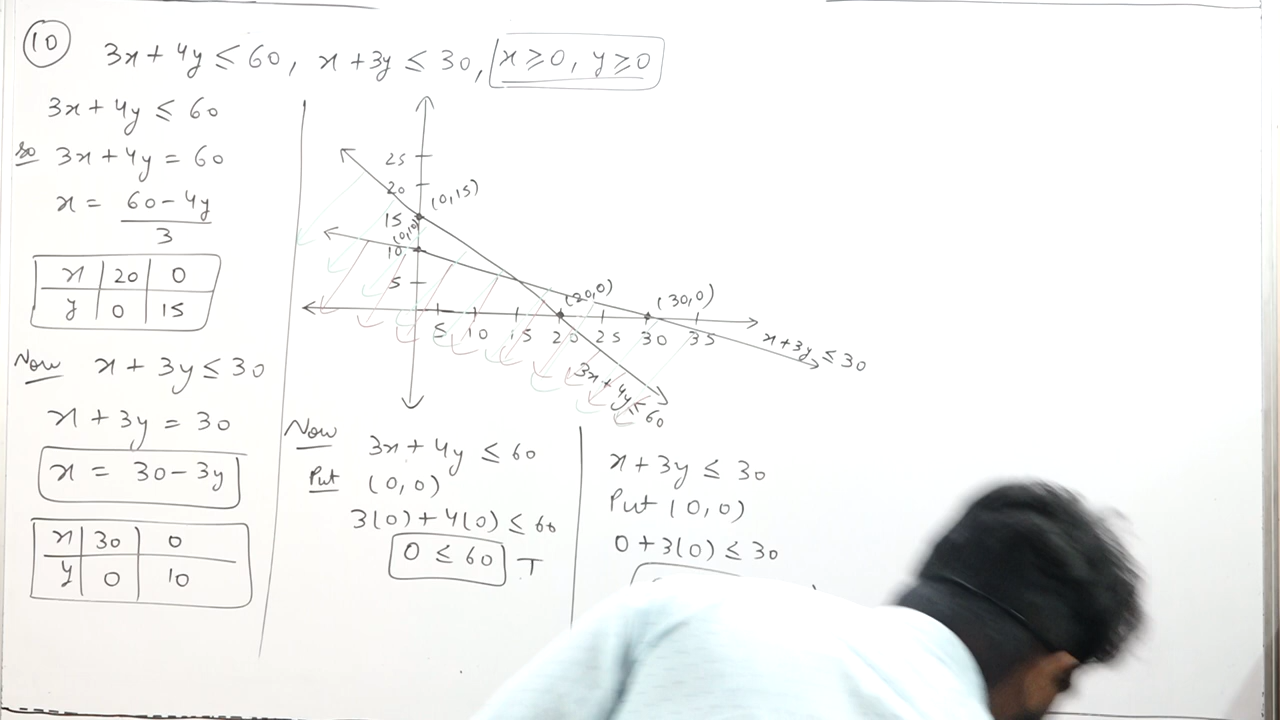 10
3x + 4y ≤ 60, x + 3y ≤ 30, x ≥ 0, y ≥ 0
3x + 4y ≤ 60
so 3x + 4y = 60
x = 60 - 4y
3
x 20 0
y 0 15
Now x + 3y ≤ 30
x + 3y = 30
x = 30 - 3y
x 30 0
y 0 10
25
20
(0,15)
15
10
5
(20,0)
(30,0)
5 10 15 20 25 30 35
x + 3y ≤ 30
3x + 4y ≤ 60
Now 3x + 4y ≤ 60
Put (0,0)
3(0) + 4(0) ≤ 60
0 ≤ 60 T
x + 3y ≤ 30
Put (0,0)
0 + 3(0) ≤ 30